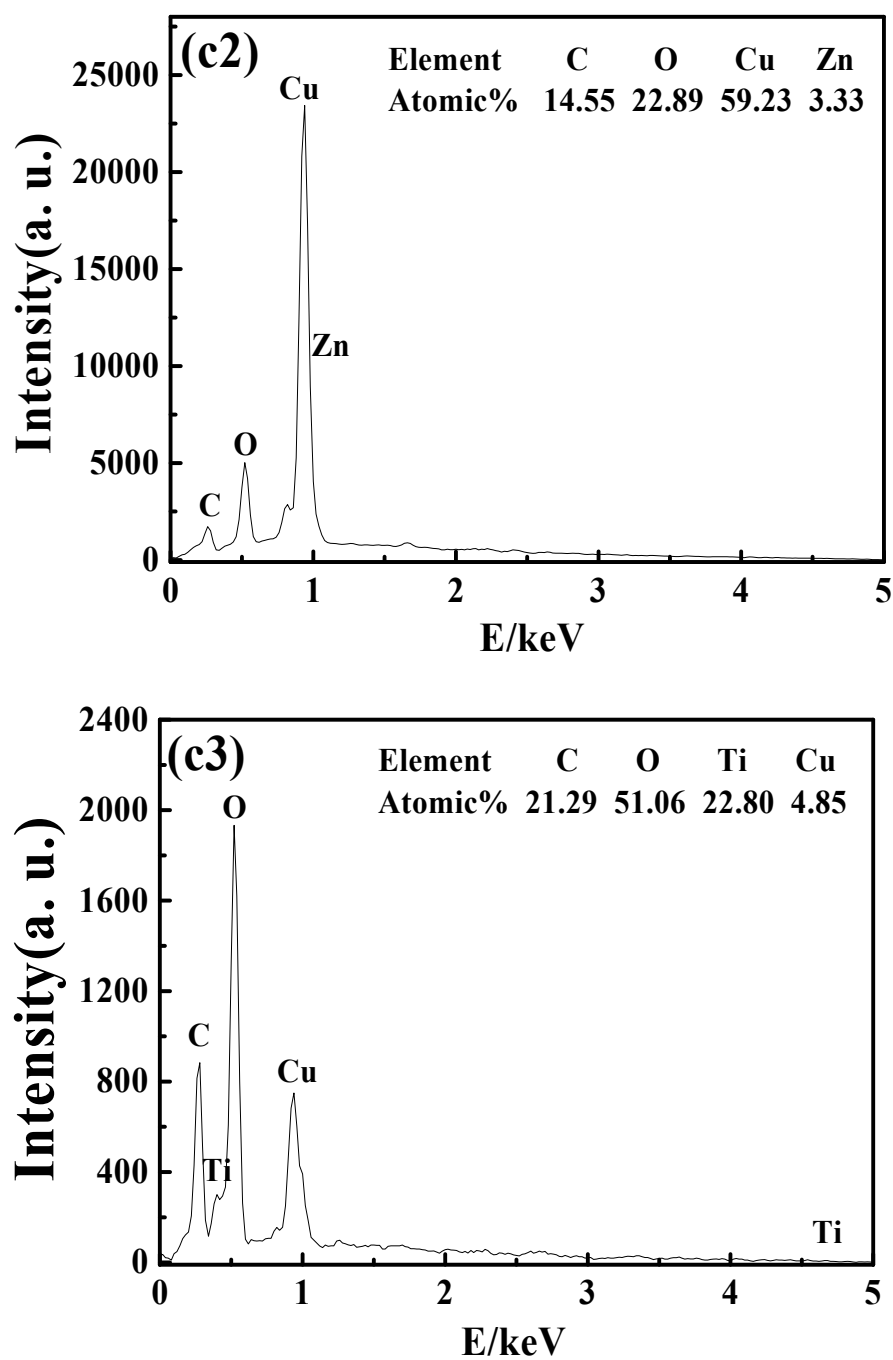 (c2)
Element C O Cu Zn
Atomic% 14.55 22.89 59.23 3.33
25000
Cu
20000
Intensity(a. u.)
15000
Zn
10000
O
5000
C
0
0 1 2 3 4 5
E/keV
2400
(c3)
Element C O Ti Cu
Atomic% 21.29 51.06 22.80 4.85
O
2000
1600
Intensity(a. u.)
1200
C
Cu
800
Ti
400
Ti
0
0 1 2 3 4 5
E/keV